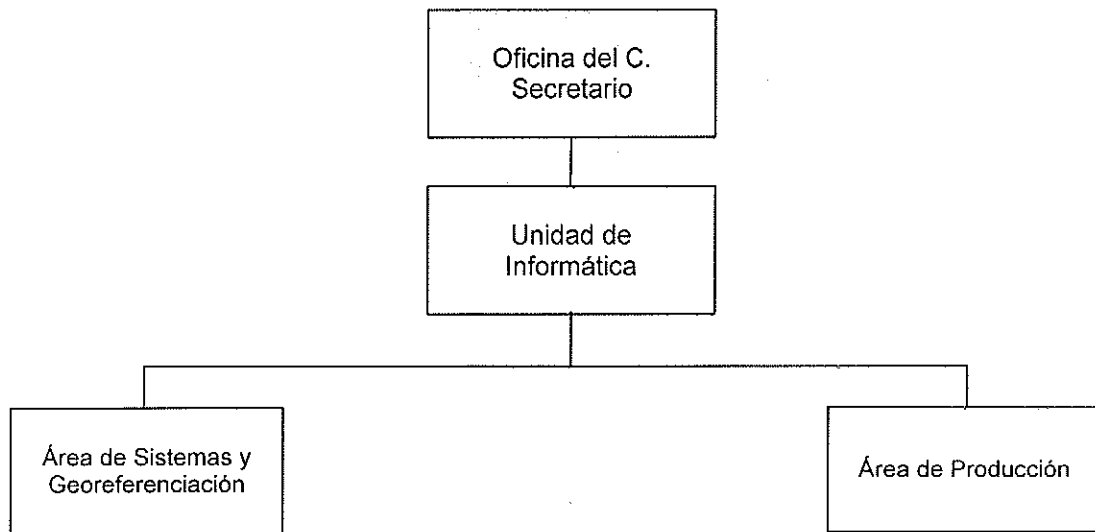 Oficina del C.
Secretario
Unidad de
Informática
Área de Sistemas y
Georeferenciación
Área de Producción